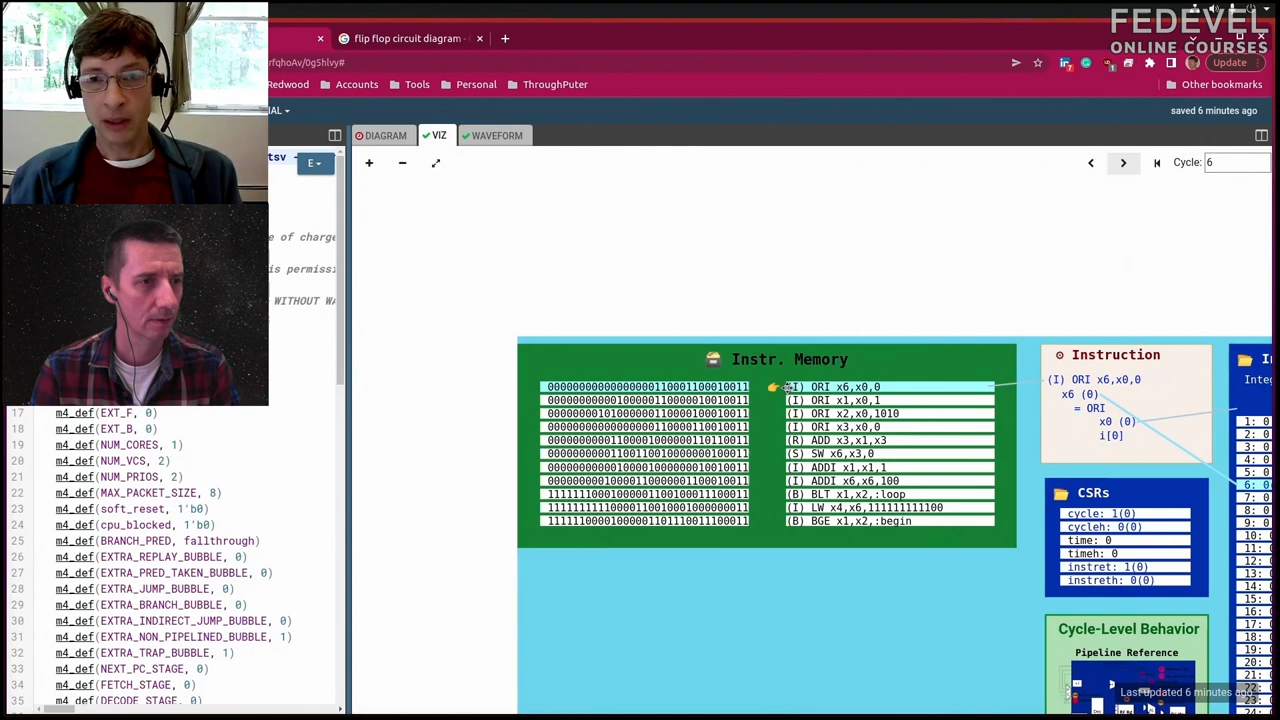 FEDEVEL
ONLINE COURSES
flip flop circuit diagram -
rfqhoAv/0g5hlvy#
Update
Redwood
Accounts
Tools
Personal
ThroughPuter
Other bookmarks
saved 6 minutes ago
DIAGRAM
VIZ
WAVEFORM
E
Cycle:
6
e of charge
is permissi
WITHOUT WA
17 m4_def(EXT_F, 0)
18 m4_def(EXT_B, 0)
19 m4_def(NUM_CORES, 1)
20 m4_def(NUM_VCS, 2)
21 m4_def(NUM_PRIOS, 2)
22 m4_def(MAX_PACKET_SIZE, 8)
23 m4_def(soft_reset, 1'b0)
24 m4_def(cpu_blocked, 1'b0)
25 m4_def(BRANCH_PRED, fallthrough)
26 m4_def(EXTRA_REPLAY_BUBBLE, 0)
27 m4_def(EXTRA_PRED_TAKEN_BUBBLE, 0)
28 m4_def(EXTRA_JUMP_BUBBLE, 0)
29 m4_def(EXTRA_BRANCH_BUBBLE, 0)
30 m4_def(EXTRA_INDIRECT_JUMP_BUBBLE, 0)
31 m4_def(EXTRA_NON_PIPELINED_BUBBLE, 1)
32 m4_def(EXTRA_TRAP_BUBBLE, 1)
33 m4_def(NEXT_PC_STAGE, 0)
34 m4_def(FETCH_STAGE, 0)
35 m4_def(DECODE_STAGE, 0)
Instr. Memory
(I) ORI x6,x0,0
(I) ORI x1,x0,1
(I) ORI x2,x0,1010
(I) ORI x3,x0,0
(R) ADD x3,x1,x3
(S) SW x6,x3,0
(I) ADDI x1,x1,1
(I) ADDI x6,x6,100
(B) BLT x1,x2,:loop
(I) LW x4,x6,111111111100
(B) BGE x1,x2,:begin
Instruction
(I) ORI x6,x0,0
x6 (0)
= ORI
x0 (0)
i[0]
CSRs
cycle: 1(0)
cycleh: 0(0)
time: 0
timeh: 0
instret: 1(0)
instreth: 0(0)
Cycle-Level Behavior
Pipeline Reference
Last updated 6 minutes ago